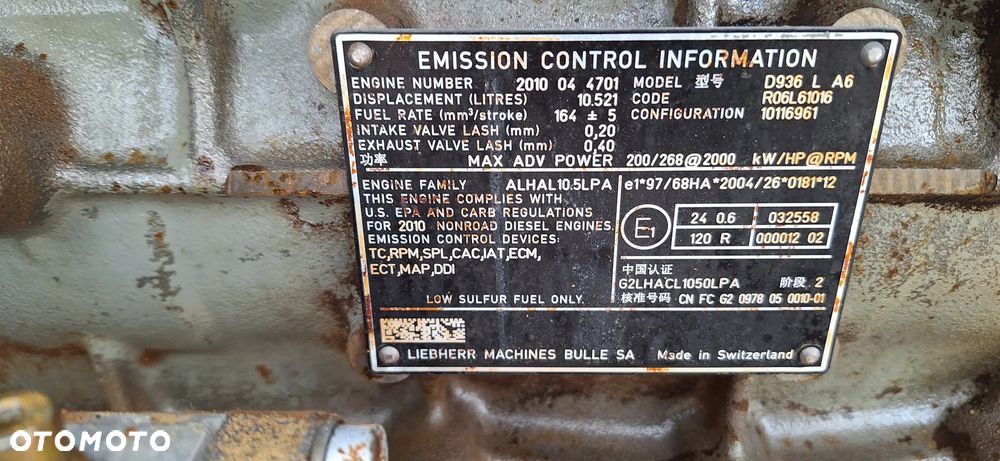 EMISSION CONTROL INFORMATION
ENGINE NUMBER 2010 04 4701 MODEL 型号 D936 L A6
DISPLACEMENT (LITRES) 10.521 CODE R06L61016
FUEL RATE (mm³/stroke) 164 ± 5 CONFIGURATION 10116961
INTAKE VALVE LASH (mm) 0,20
EXHAUST VALVE LASH (mm) 0,40
功率 MAX ADV POWER 200/268@2000 kW/HP@RPM
ENGINE FAMILY ALHAL10.5LPA
THIS ENGINE COMPLIES WITH
U.S. EPA AND CARB REGULATIONS
FOR 2010 NONROAD DIESEL ENGINES.
EMISSION CONTROL DEVICES:
TC,RPM,SPL,CAC,IAT,ECM,
ECT,MAP,DDI
LOW SULFUR FUEL ONLY.
e1*97/68HA*2004/26*0181*12
E1
24 0.6 032558
120 R 000012 02
中国认证
G2LHACL1050LPA 阶段. 2
核准号码 CN FC G2 0978 05 0010-01
LIEBHERR MACHINES BULLE SA Made in Switzerland
OTOMOTO